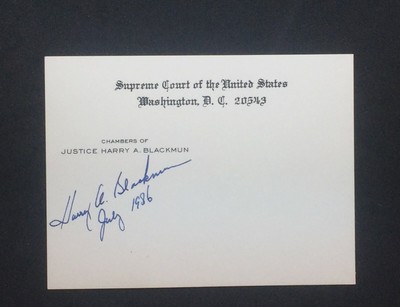 Supreme Court of the United States
Washington, D. C. 20543
CHAMBERS OF
JUSTICE HARRY A. BLACKMUN
Harry A. Blackmun
July 1986